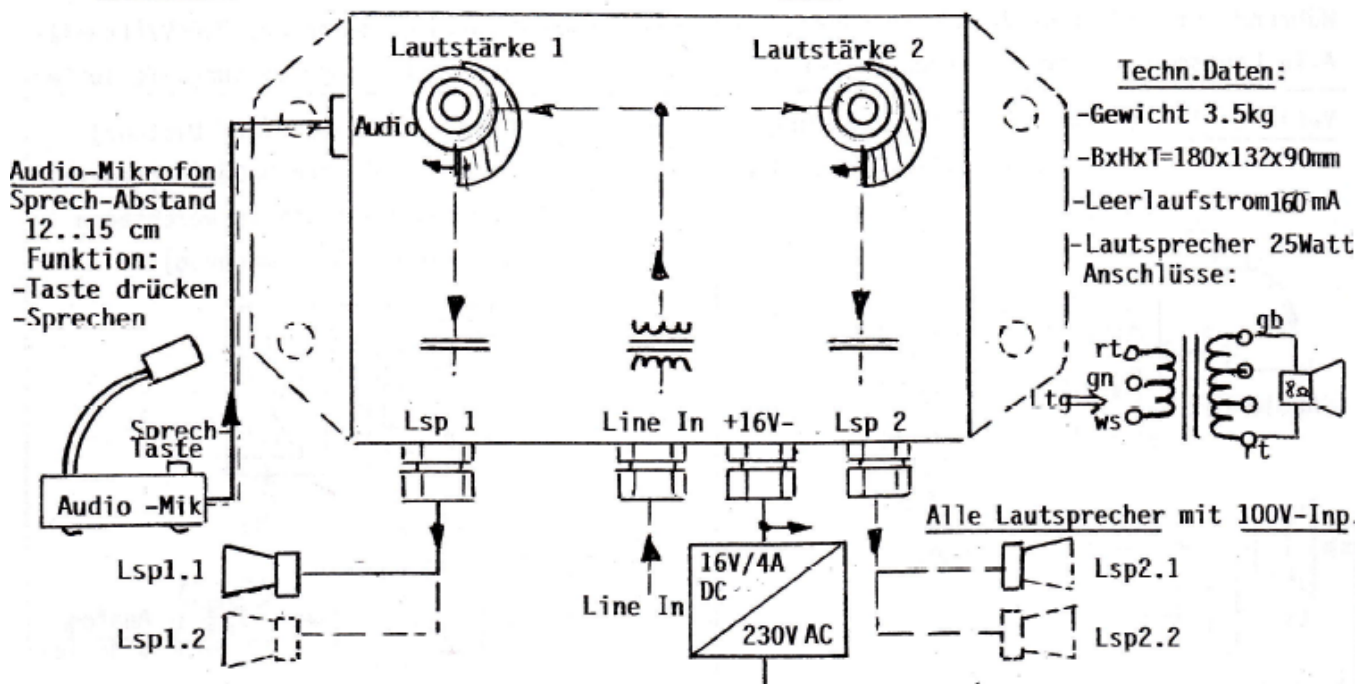 Lautstärke 1
Lautstärke 2
Audio
Audio-Mikrofon
Sprech-Abstand
12..15 cm
Funktion:
-Taste drücken
-Sprechen
Sprech-
Taste
Audio -Mik
Techn.Daten:
-Gewicht 3.5kg
-BxHxT=180x132x90mm
-Leerlaufstrom160 mA
-Lautsprecher 25Watt
Anschlüsse:
rt
gn
ws
Ltg
gb
8Ω
rt
Lsp 1
Line In
+16V-
Lsp 2
Alle Lautsprecher mit 100V-Inp.
Lsp1.1
Lsp1.2
Line In
16V/4A
DC
230V AC
Lsp2.1
Lsp2.2